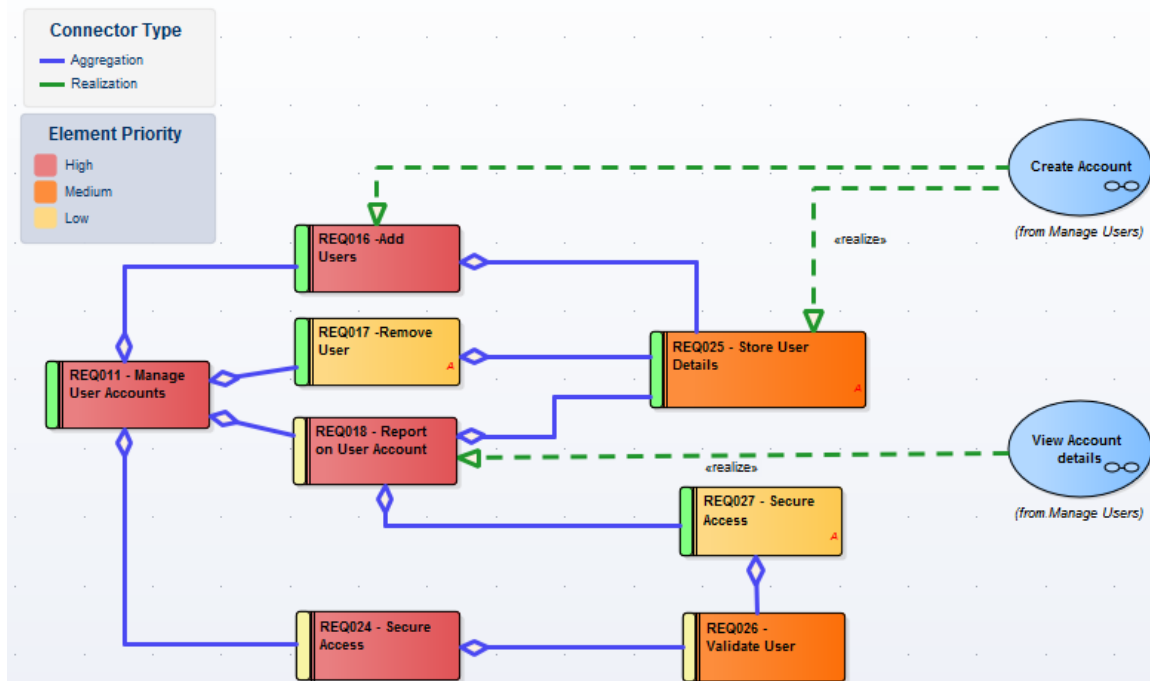 Connector Type
Aggregation
Realization
Element Priority
High
Medium
Low
Create Account
(from Manage Users)
«realize»
REQ016 -Add
Users
REQ017 -Remove
User
A
REQ025 - Store User
Details
A
REQ011 - Manage
User Accounts
REQ018 - Report
on User Account
View Account
details
(from Manage Users)
«realize»
REQ027 - Secure
Access
A
REQ024 - Secure
Access
REQ026 -
Validate User